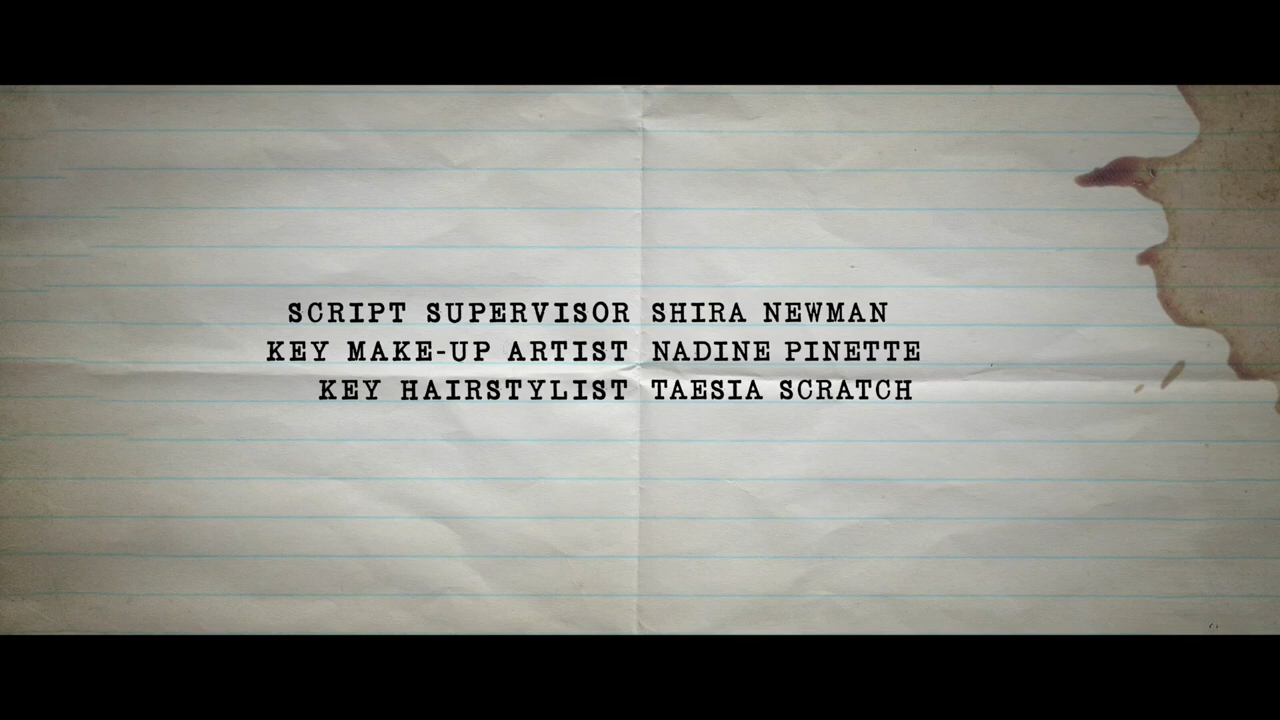 SCRIPT SUPERVISOR SHIRA NEWMAN
KEY MAKE-UP ARTIST NADINE PINETTE
KEY HAIRSTYLIST TAESIA SCRATCH